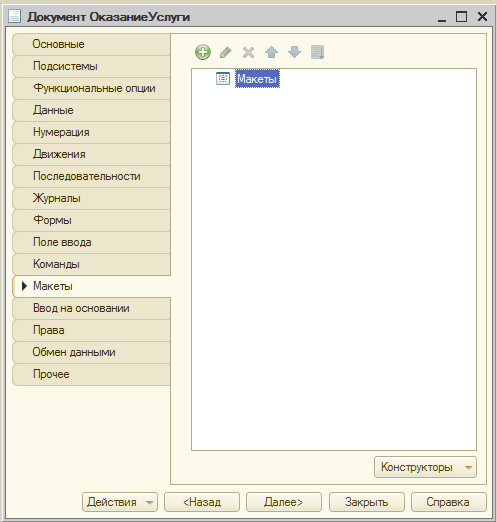 Документ ОказаниеУслуги
Основные
Подсистемы
Функциональные опции
Данные
Нумерация
Движения
Последовательности
Журналы
Формы
Поле ввода
Команды
Макеты
Ввод на основании
Права
Обмен данными
Прочее
Макеты
Конструкторы
Действия
<Назад
Далее>
Закрыть
Справка